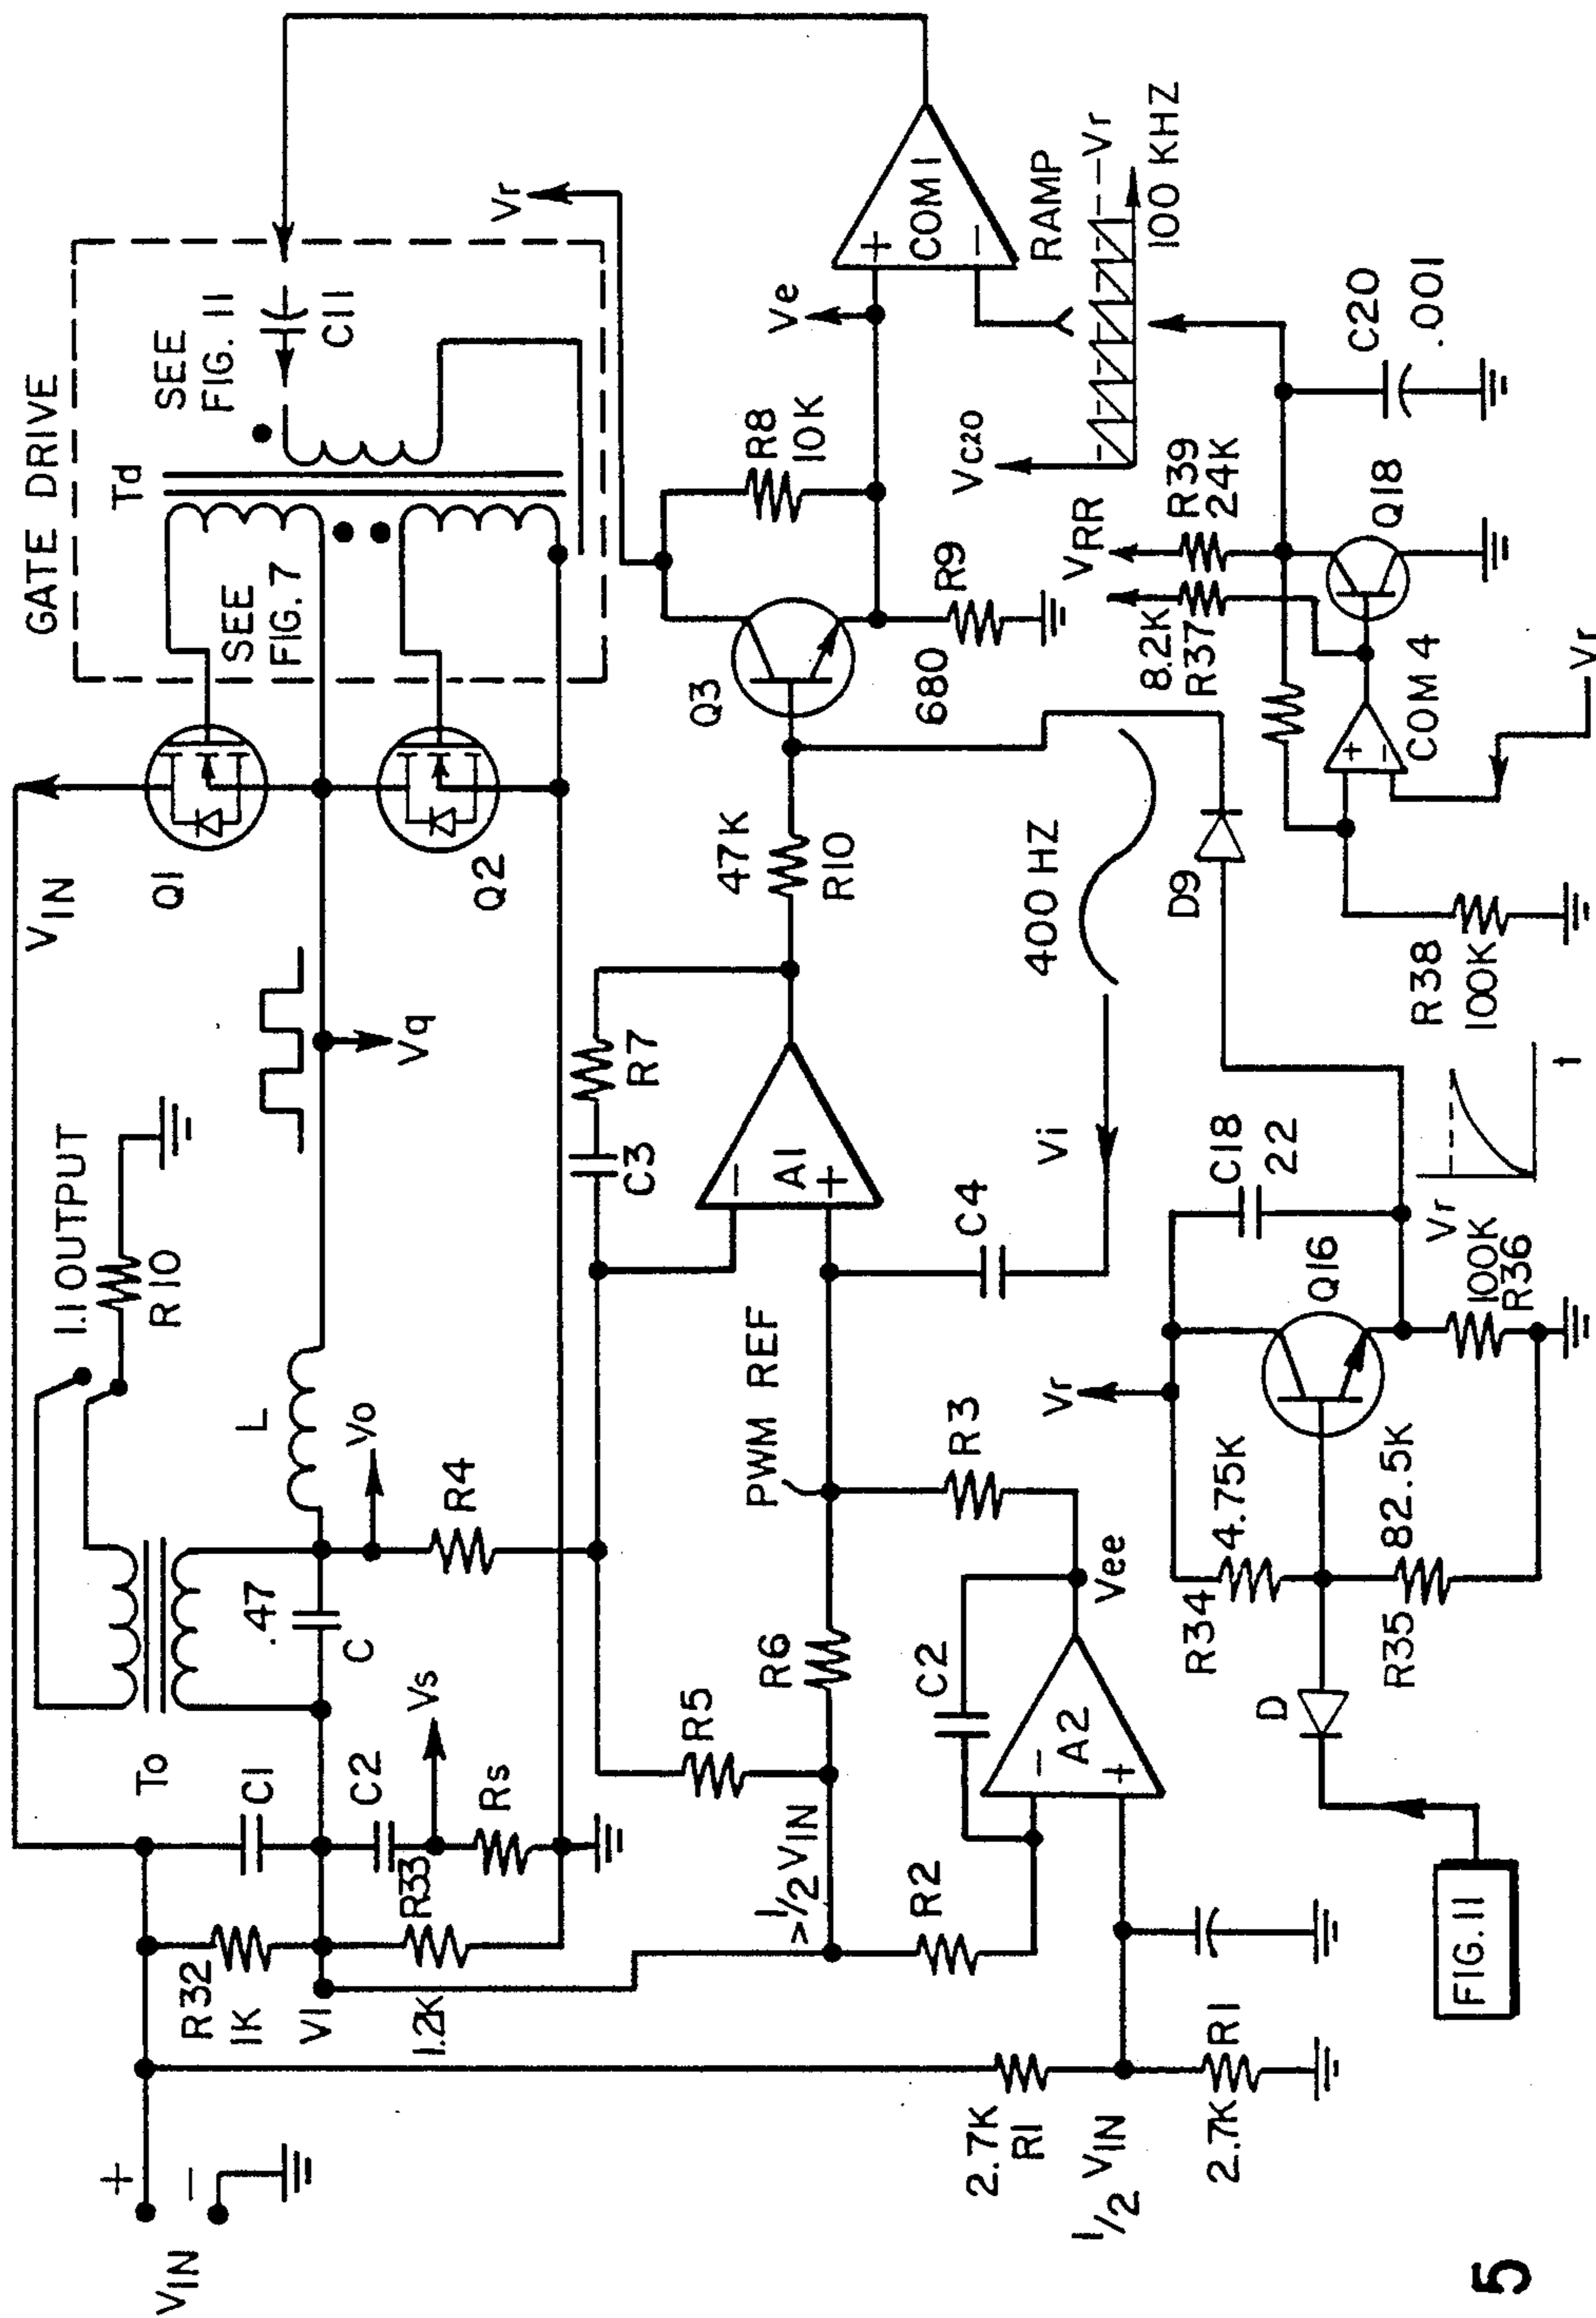 VIN
+
−
R32
1K
V1
1.2K
R33
To
C1
C2
Vs
Rs
.47
C
1.1 OUTPUT
R10
L
Vo
R4
Vq
VIN
Q1
Q2
GATE DRIVE
Td
SEE
FIG. 7
SEE
FIG. 11
C11
Vr
2.7K
R1
1/2 VIN
2.7K
R1
>1/2 VIN
R2
R5
R6
C2
−
A2
+
Vee
PWM REF
R3
C3
R7
−
A1
+
C4
Vi
400 HZ
47K
R10
Q3
680
R9
R8
10K
Ve
+
COM 1
−
RAMP
Vr
100 KHZ
VC20
FIG. 11
D
R34
4.75K
R35
82.5K
Vr
Q16
C18
22
100K
R36
Vr
t
D9
R38
100K
+
−
COM 4
Vr
8.2K
R37
VRR
R39
24K
Q18
C20
.001
5